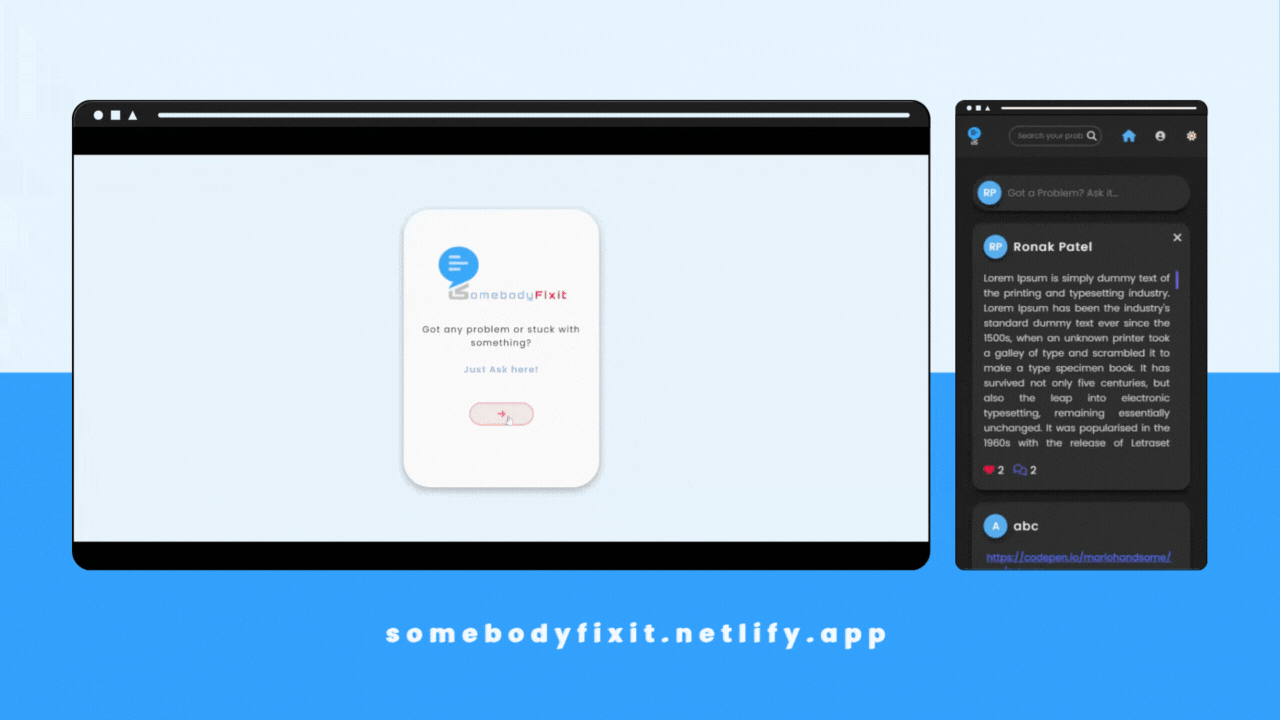 SomebodyFixit
Got any problem or stuck with
something?
Just Ask here!
Search your prob
RP
Got a Problem? Ask it...
RP
Ronak Patel
Lorem Ipsum is simply dummy text of
the printing and typesetting industry.
Lorem Ipsum has been the industry's
standard dummy text ever since the
1500s, when an unknown printer took
a galley of type and scrambled it to
make a type specimen book. It has
survived not only five centuries, but
also the leap into electronic
typesetting, remaining essentially
unchanged. It was popularised in the
1960s with the release of Letraset
2 2
A
abc
https://codepen.io/mariohandsome/
somebodyfixit.netlify.app